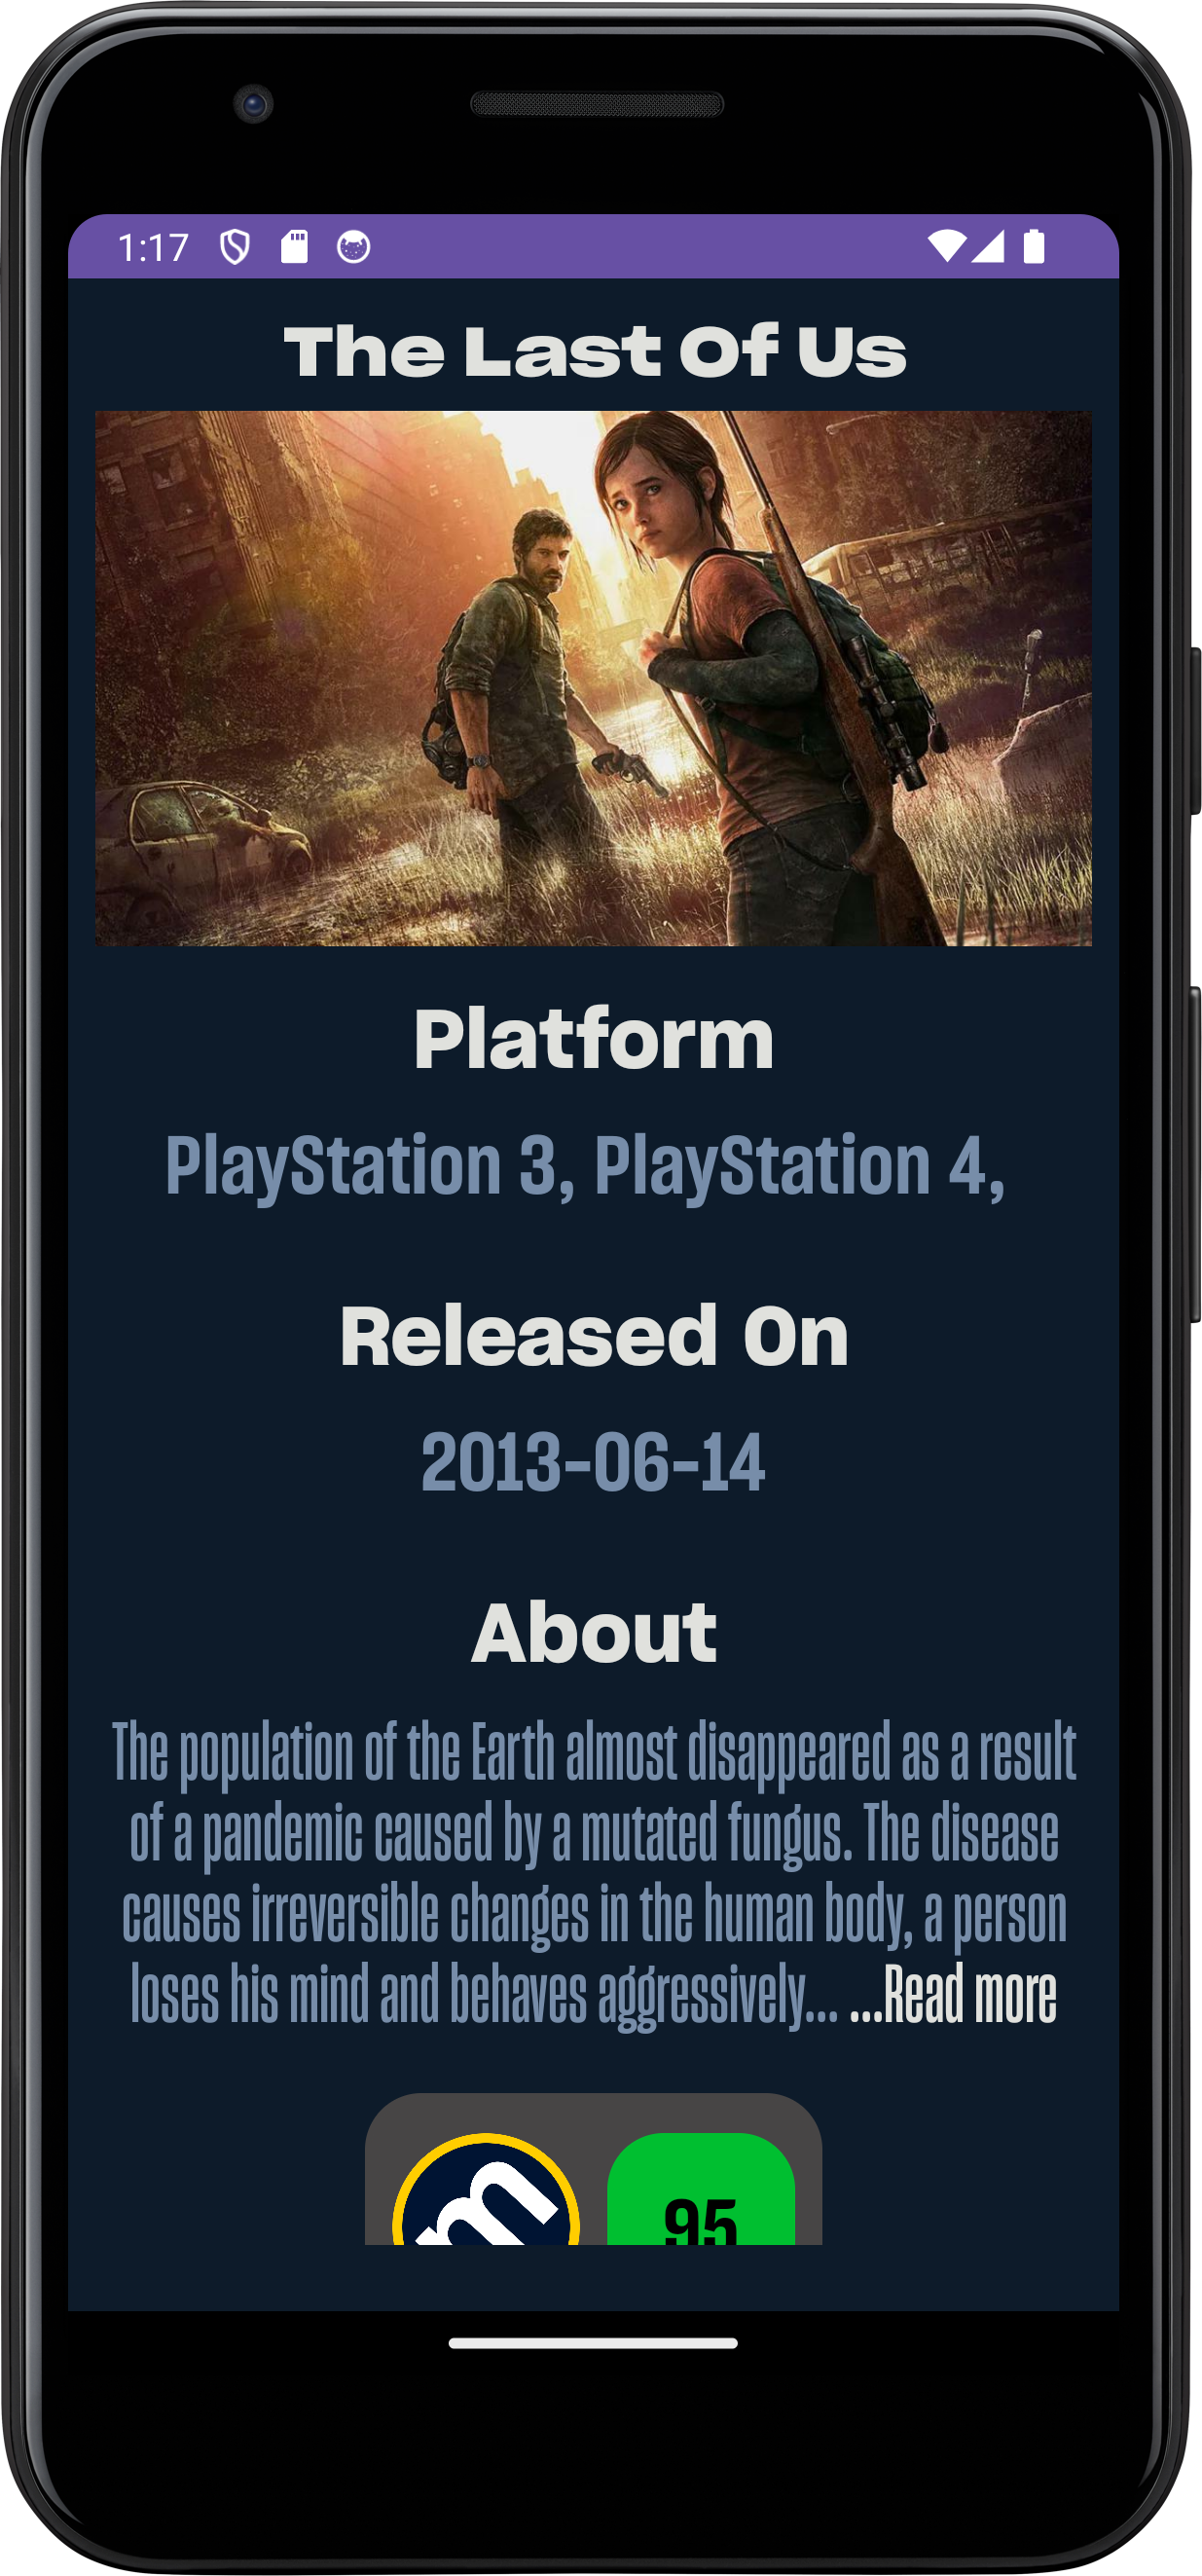 1:17
The Last Of Us
Platform
PlayStation 3, PlayStation 4,
Released On
2013-06-14
About
The population of the Earth almost disappeared as a result
of a pandemic caused by a mutated fungus. The disease
causes irreversible changes in the human body, a person
loses his mind and behaves aggressively... ...Read more
m 95